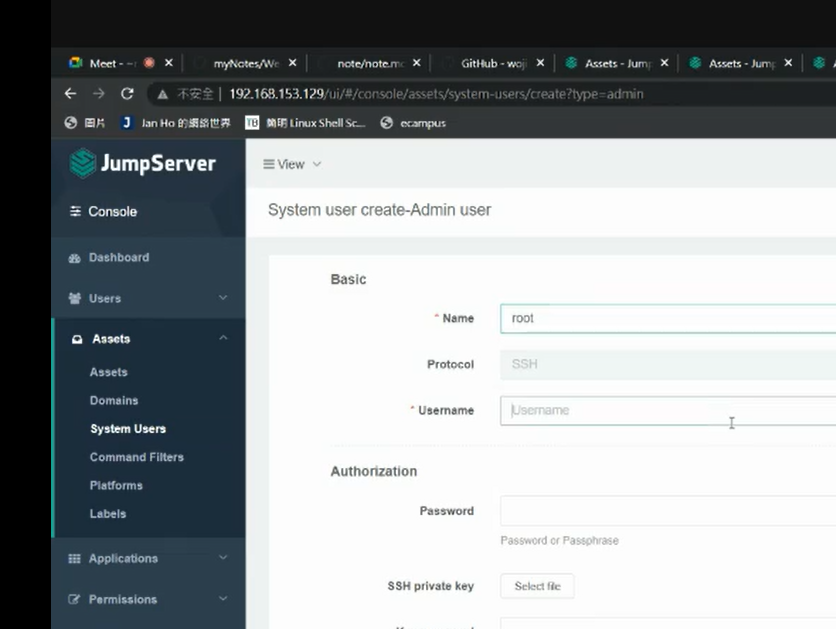 Meet - myNotes/We note/note.mc GitHub - woji Assets - Jump Assets - Jump
不安全 192.168.153.129/ui/#/console/assets/system-users/create?type=admin
圖片 Jan Ho 的網絡世界 TB 簡明 Linux Shell Sc... ecampus
JumpServer
View
Console
System user create-Admin user
Dashboard
Users
Assets
Assets
Domains
System Users
Command Filters
Platforms
Labels
Applications
Permissions
Basic
* Name root
Protocol SSH
* Username Username
Authorization
Password
Password or Passphrase
SSH private key Select file